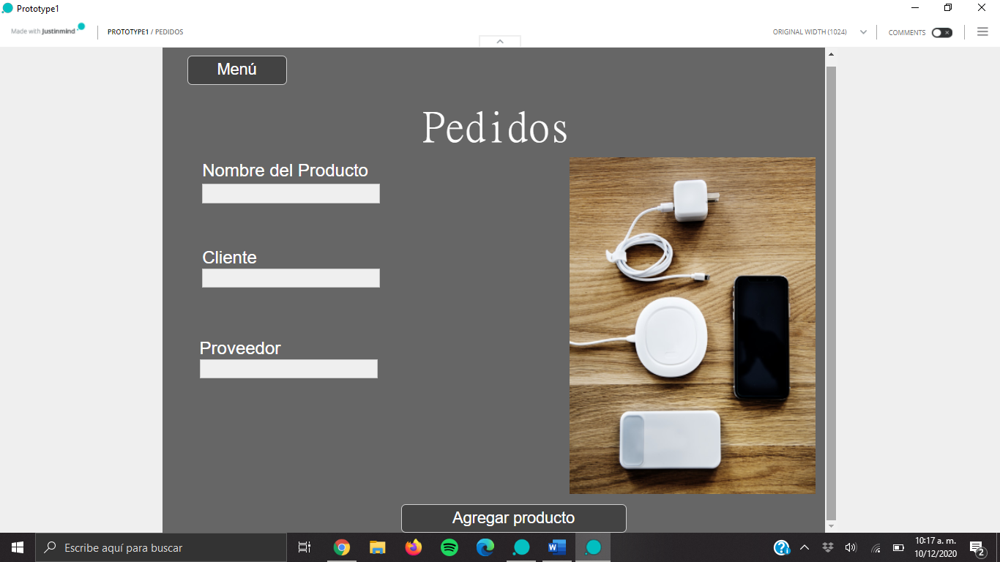 Prototype1
Made with Justinmind
PROTOTYPE1 / PEDIDOS
ORIGINAL WIDTH (1024)
COMMENTS
Menú
Pedidos
Nombre del Producto
Cliente
Proveedor
Agregar producto
Escribe aquí para buscar
10:17 a. m.
10/12/2020
2